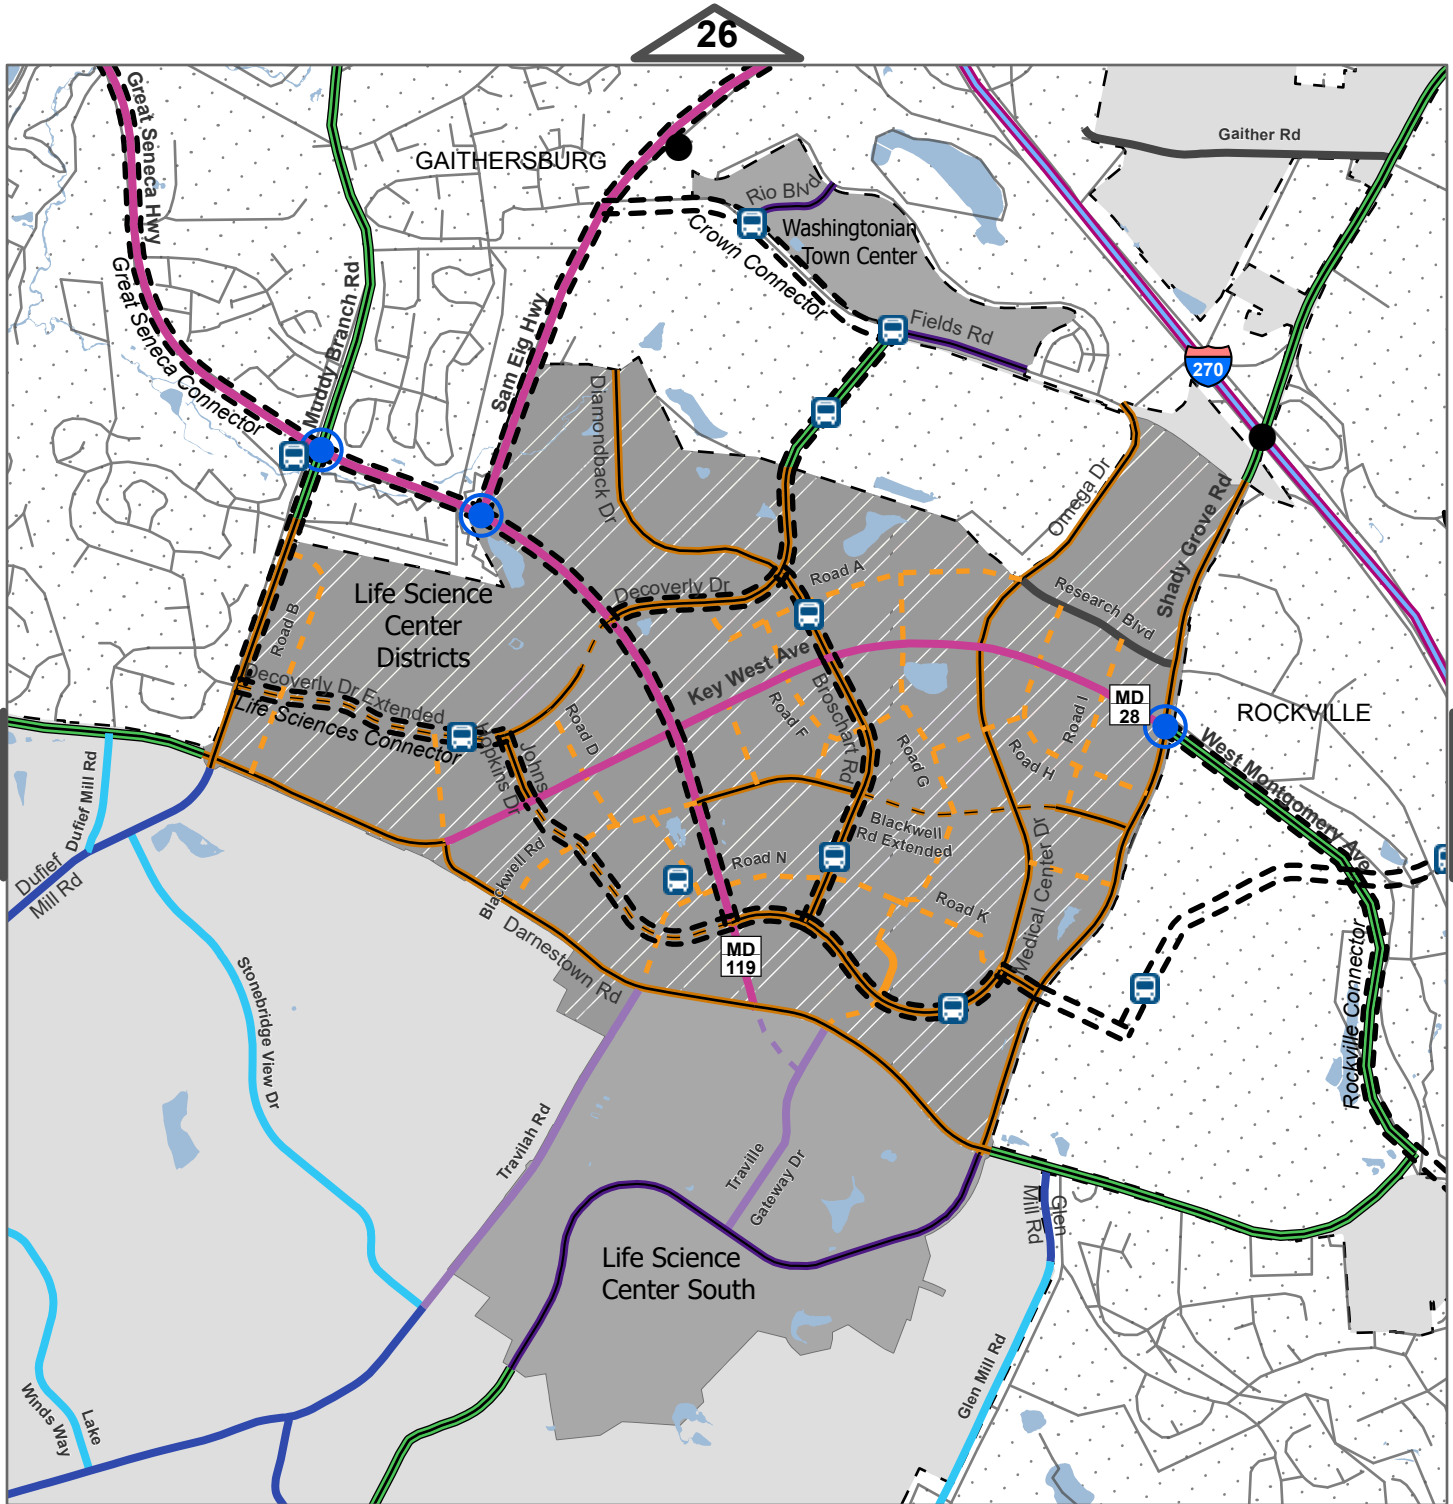 26
Great Seneca Hwy
Gaither Rd
GAITHERSBURG
Rio Blvd
Washingtonian
Town Center
Crown Connector
Great Seneca Connector
Muddy Branch Rd
Sam Eig Hwy
Fields Rd
270
Diamondback Dr
Omega Dr
Shady Grove Rd
Road A
Decoverly Dr
Research Blvd
Life Science
Center
Districts
Road B
Key West Ave
Decoverly Dr Extended
Life Sciences Connector
Hopkins Dr
Johns
Road D
Road F
Broschart Rd
Road G
Road H
Road I
MD
28
ROCKVILLE
West Montgomery Ave
Dufief Mill Rd
Dufief
Mill Rd
Blackwell
Rd Extended
Blackwell Rd
Road N
Road K
Medical Center Dr
Darnestown Rd
MD
119
Stonebridge View Dr
Rockville Connector
Travilah Rd
Traville
Gateway Dr
Glen
Mill Rd
Life Science
Center South
Glen Mill Rd
Lake
Winds Way